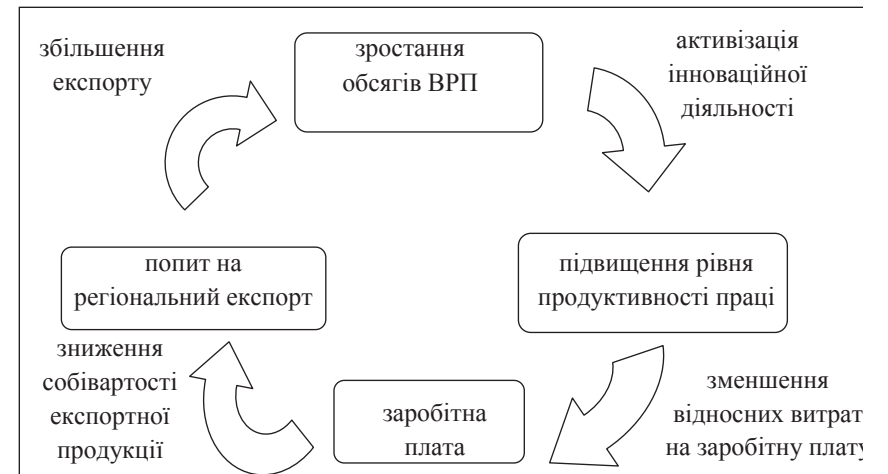 збільшення
експорту
зростання
обсягів ВРП
активізація
інноваційної
діяльності
попит на
регіональний експорт
підвищення рівня
продуктивності праці
зниження
собівартості
експортної
продукції
заробітна
плата
зменшення
відносних витрат
на заробітну плату